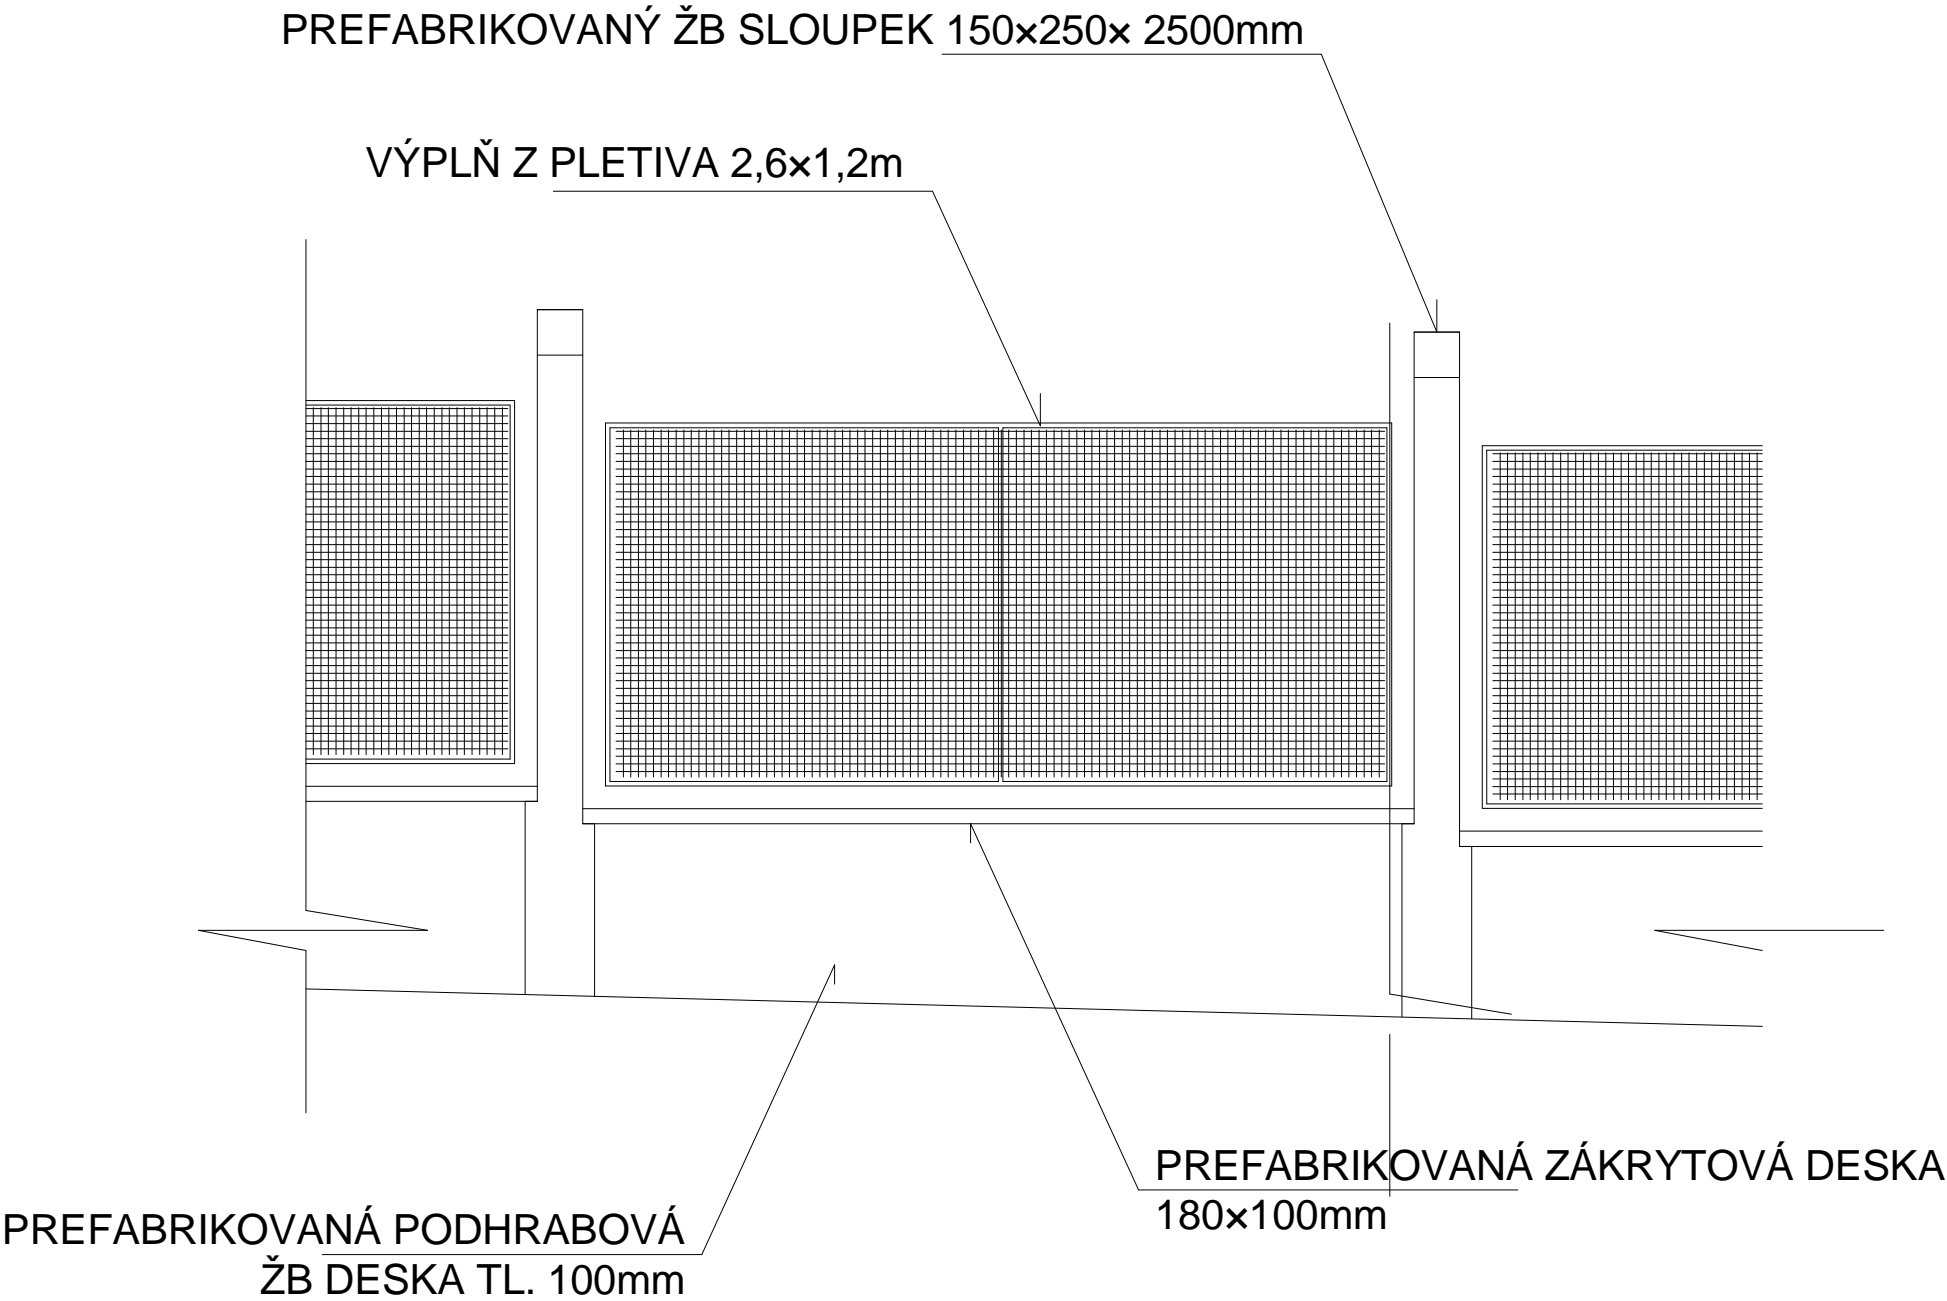 PREFABRIKOVANÝ ŽB SLOUPEK 150×250× 2500mm
VÝPLŇ Z PLETIVA 2,6×1,2m
PREFABRIKOVANÁ ZÁKRYTOVÁ DESKA
180×100mm
PREFABRIKOVANÁ PODHRABOVÁ
ŽB DESKA TL. 100mm